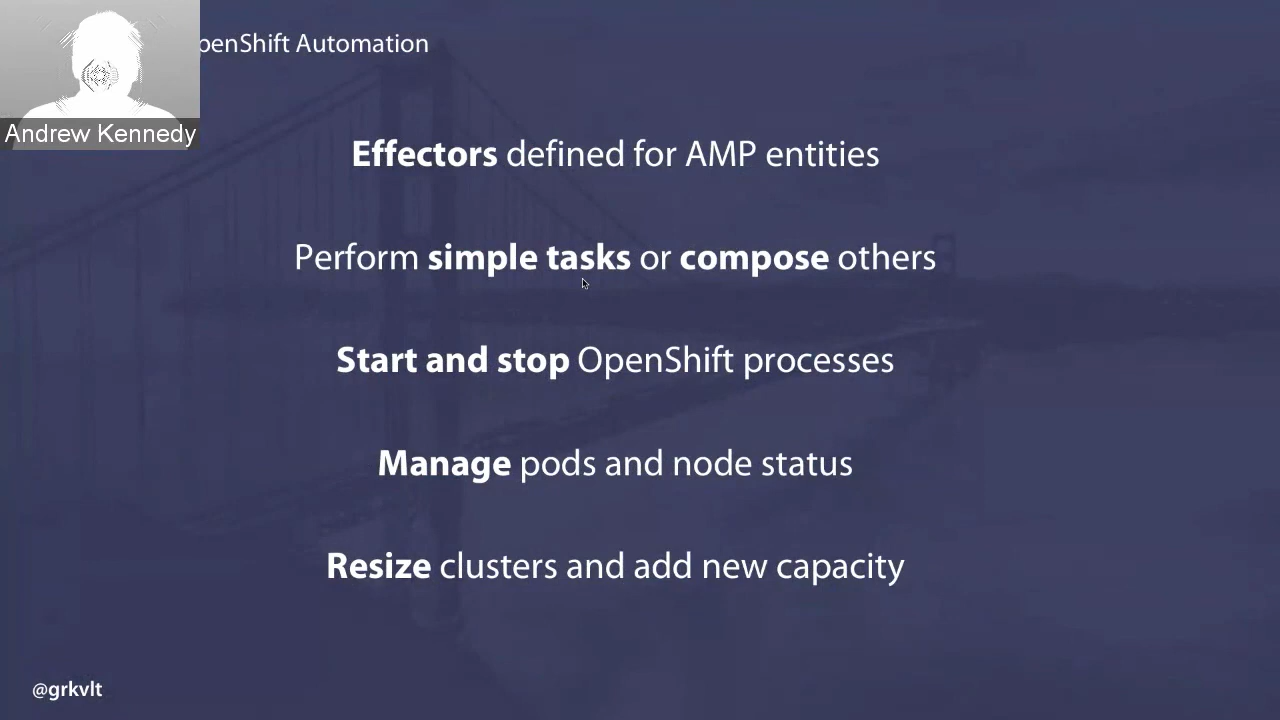 penShift Automation
Andrew Kennedy
Effectors defined for AMP entities
Perform simple tasks or compose others
Start and stop OpenShift processes
Manage pods and node status
Resize clusters and add new capacity
@grkvlt